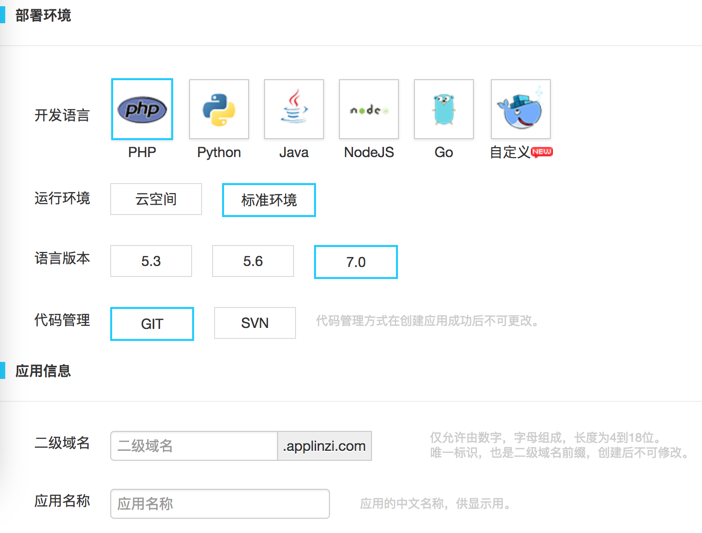 部署环境
开发语言
php
node
PHP Python Java NodeJS Go 自定义 NEW
运行环境 云空间 标准环境
语言版本 5.3 5.6 7.0
代码管理 GIT SVN 代码管理方式在创建应用成功后不可更改。
应用信息
二级域名 二级域名 .applinzi.com 仅允许由数字，字母组成，长度为4到18位。
唯一标识，也是二级域名前缀，创建后不可修改。
应用名称 应用名称 应用的中文名称，供显示用。